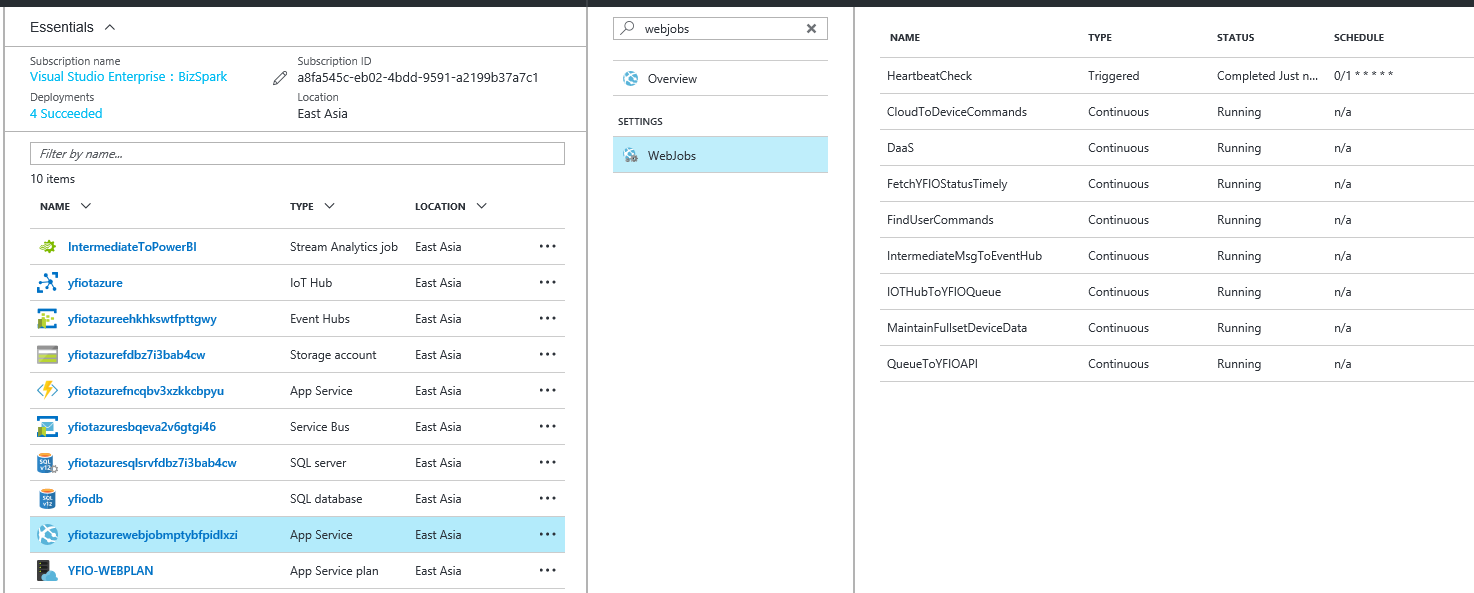 Essentials
Subscription name
Visual Studio Enterprise : BizSpark
Subscription ID
a8fa545c-eb02-4bdd-9591-a2199b37a7c1
Deployments
4 Succeeded
Location
East Asia
Filter by name...
10 items
NAME TYPE LOCATION
IntermediateToPowerBI Stream Analytics job East Asia
yfiotazure IoT Hub East Asia
yfiotazureehkhkswtfpttgwy Event Hubs East Asia
yfiotazurefdbz7i3bab4cw Storage account East Asia
yfiotazurefncqbv3xzkkcbpyu App Service East Asia
yfiotazuresbqeva2v6gtgi46 Service Bus East Asia
yfiotazuresqlsrvfdbz7i3bab4cw SQL server East Asia
yfiodb SQL database East Asia
yfiotazurewebjobmptybfpidlxzi App Service East Asia
YFIO-WEBPLAN App Service plan East Asia
webjobs
Overview
SETTINGS
WebJobs
NAME TYPE STATUS SCHEDULE
HeartbeatCheck Triggered Completed Just n... 0/1 * * * * *
CloudToDeviceCommands Continuous Running n/a
DaaS Continuous Running n/a
FetchYFIOStatusTimely Continuous Running n/a
FindUserCommands Continuous Running n/a
IntermediateMsgToEventHub Continuous Running n/a
IOTHubToYFIOQueue Continuous Running n/a
MaintainFullsetDeviceData Continuous Running n/a
QueueToYFIOAPI Continuous Running n/a